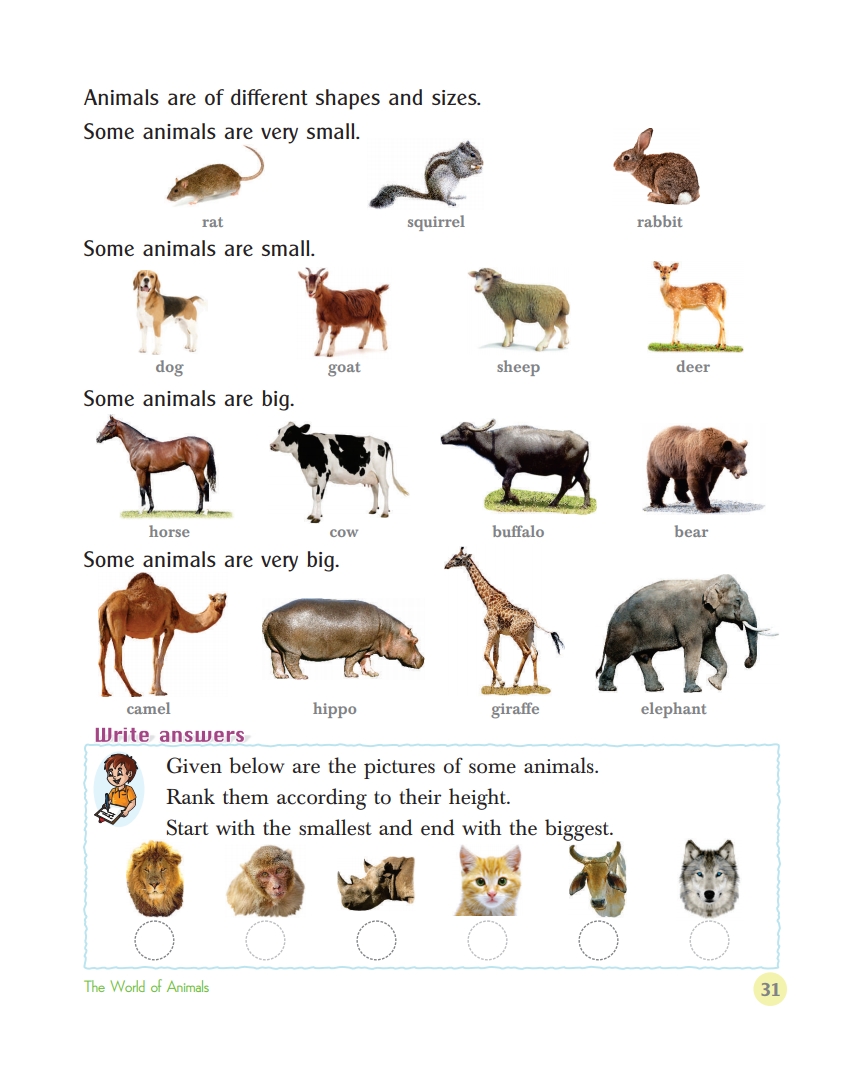 Animals are of different shapes and sizes.
Some animals are very small.
rat squirrel rabbit
Some animals are small.
dog goat sheep deer
Some animals are big.
horse cow buffalo bear
Some animals are very big.
camel hippo giraffe elephant
Write answers
Given below are the pictures of some animals.
Rank them according to their height.
Start with the smallest and end with the biggest.
The World of Animals 31